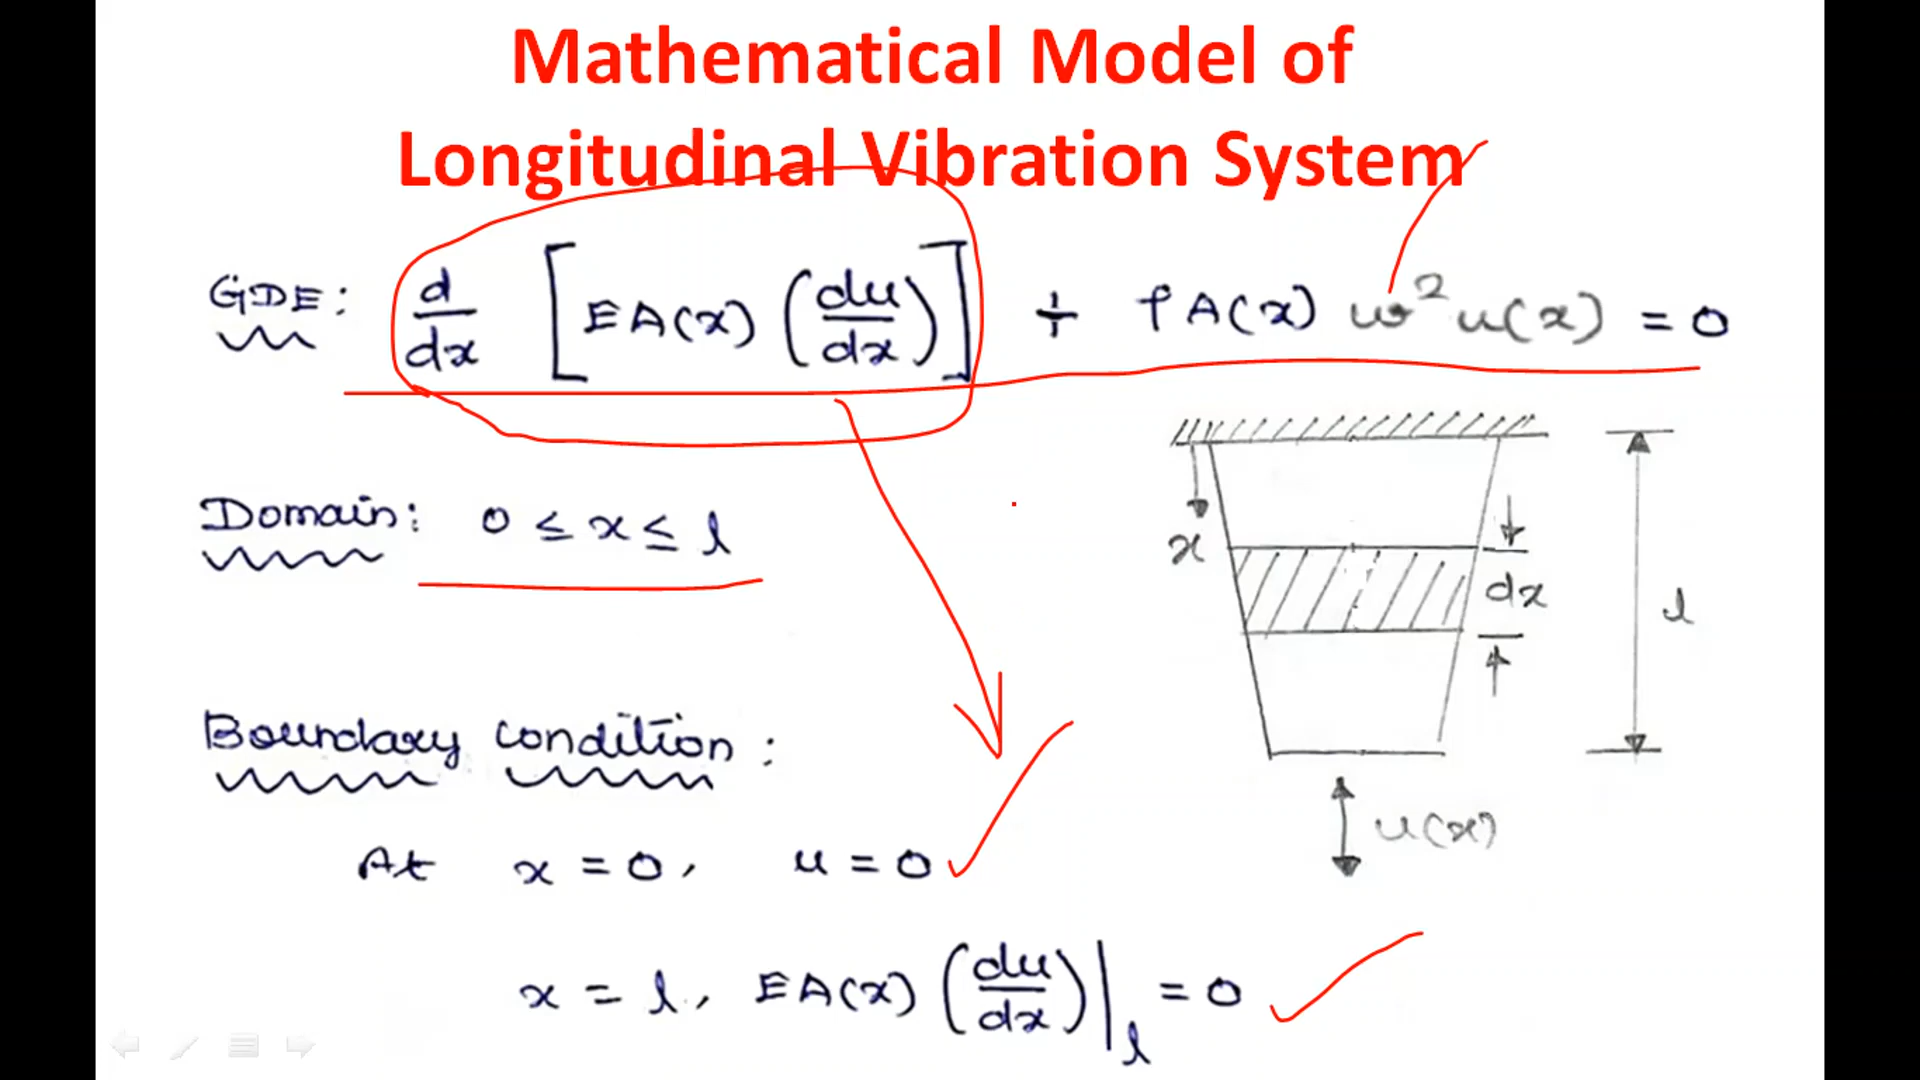 Mathematical Model of
Longitudinal Vibration System
GDE: d/dx [EA(x) (du/dx)] + ρA(x) ω²u(x) = 0
Domain: 0 ≤ x ≤ l
x
dx
l
Boundary condition:
u(x)
At x = 0, u = 0
x = l, EA(x) (du/dx)|l = 0